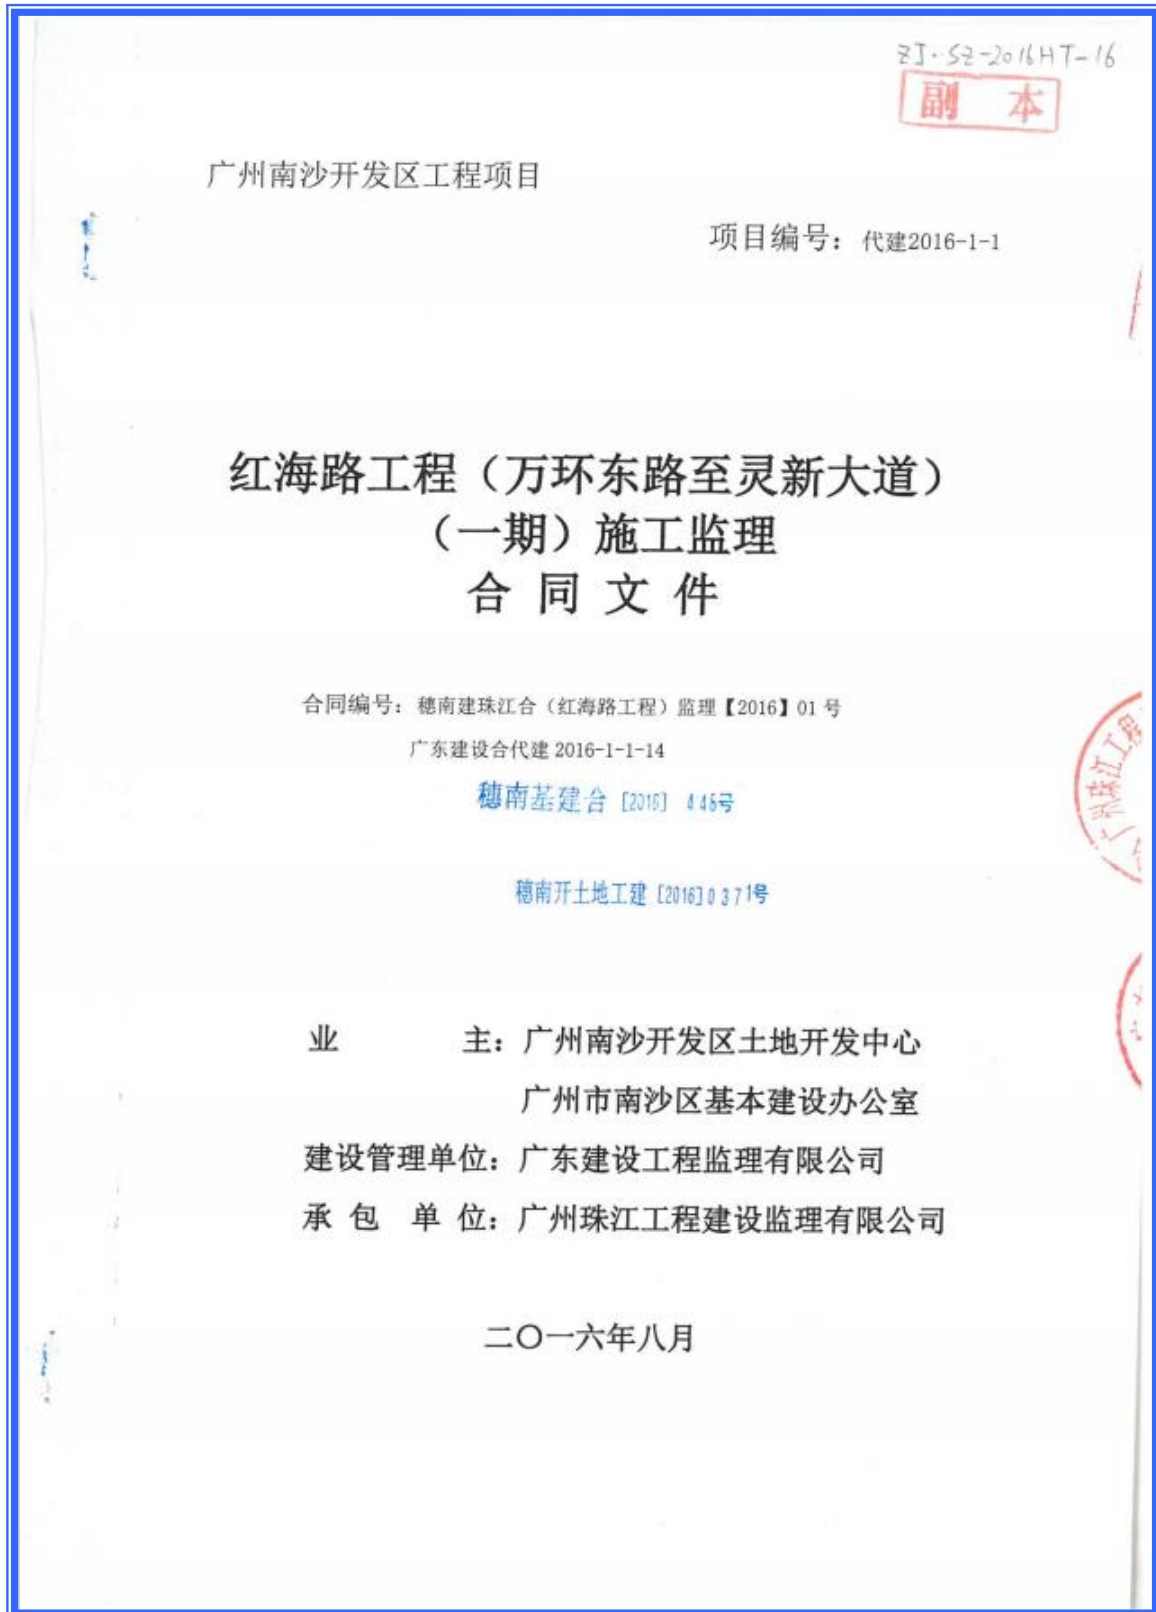 ZJ·SZ-2016HT-16
副 本
广州南沙开发区工程项目
项目编号：代建2016-1-1
红海路工程（万环东路至灵新大道）
（一期）施工监理
合 同 文 件
合同编号：穗南建珠江合（红海路工程）监理【2016】01 号
广东建设合代建 2016-1-1-14
穗南基建合 [2016] 446号
穗南开土地工建 [2016]0371号
广州珠江工程
业 主：广州南沙开发区土地开发中心
广州市南沙区基本建设办公室
建设管理单位：广东建设工程监理有限公司
承 包 单 位：广州珠江工程建设监理有限公司
二〇一六年八月